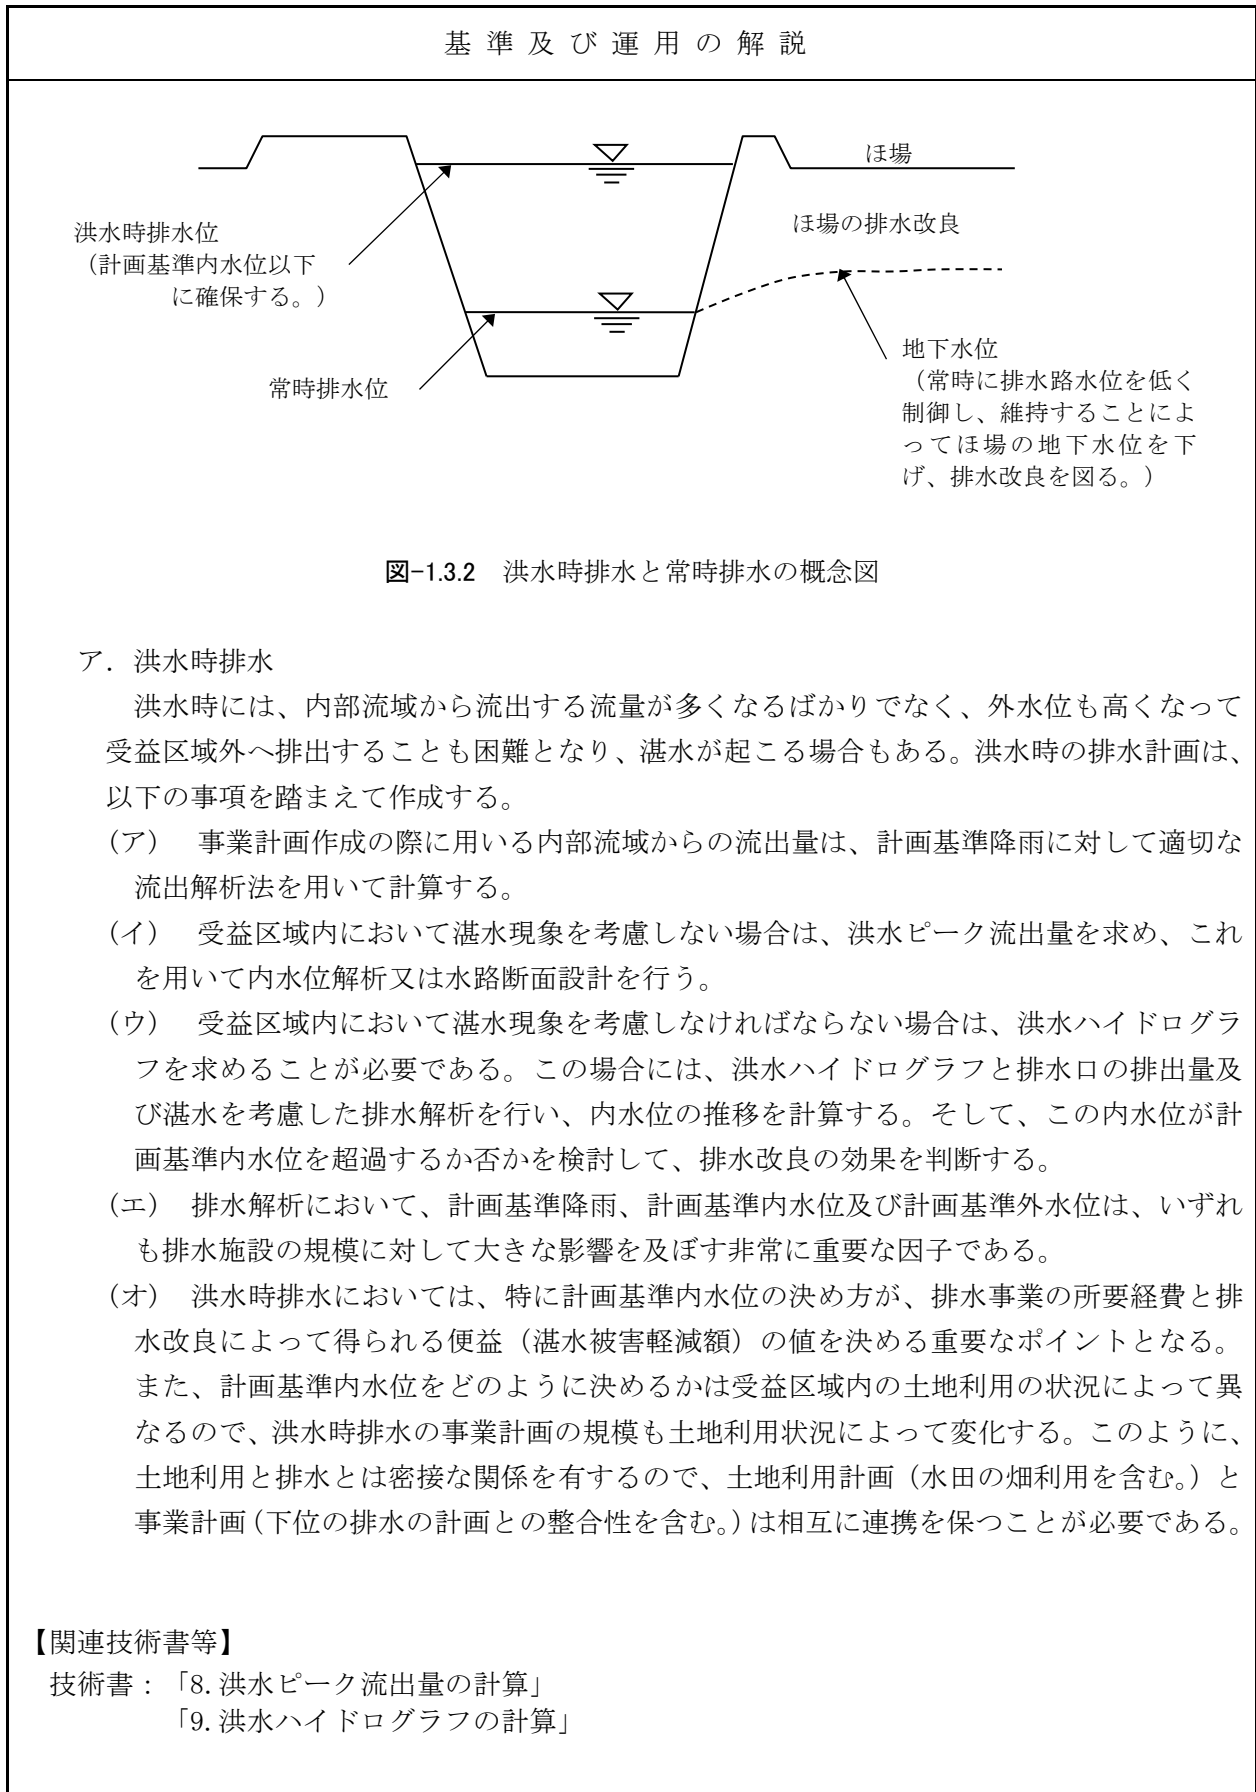 基準及び運用の解説
ほ場
洪水時排水位
（計画基準内水位以下
に確保する。）
ほ場の排水改良
常時排水位
地下水位
（常時に排水路水位を低く
制御し、維持することによ
ってほ場の地下水位を下
げ、排水改良を図る。）
図-1.3.2　洪水時排水と常時排水の概念図
ア．洪水時排水
洪水時には、内部流域から流出する流量が多くなるばかりでなく、外水位も高くなって
受益区域外へ排出することも困難となり、湛水が起こる場合もある。洪水時の排水計画は、
以下の事項を踏まえて作成する。
（ア）　事業計画作成の際に用いる内部流域からの流出量は、計画基準降雨に対して適切な
流出解析法を用いて計算する。
（イ）　受益区域内において湛水現象を考慮しない場合は、洪水ピーク流出量を求め、これ
を用いて内水位解析又は水路断面設計を行う。
（ウ）　受益区域内において湛水現象を考慮しなければならない場合は、洪水ハイドログラ
フを求めることが必要である。この場合には、洪水ハイドログラフと排水口の排出量及
び湛水を考慮した排水解析を行い、内水位の推移を計算する。そして、この内水位が計
画基準内水位を超過するか否かを検討して、排水改良の効果を判断する。
（エ）　排水解析において、計画基準降雨、計画基準内水位及び計画基準外水位は、いずれ
も排水施設の規模に対して大きな影響を及ぼす非常に重要な因子である。
（オ）　洪水時排水においては、特に計画基準内水位の決め方が、排水事業の所要経費と排
水改良によって得られる便益（湛水被害軽減額）の値を決める重要なポイントとなる。
また、計画基準内水位をどのように決めるかは受益区域内の土地利用の状況によって異
なるので、洪水時排水の事業計画の規模も土地利用状況によって変化する。このように、
土地利用と排水とは密接な関係を有するので、土地利用計画（水田の畑利用を含む。）と
事業計画（下位の排水の計画との整合性を含む。）は相互に連携を保つことが必要である。
【関連技術書等】
技術書：「8.洪水ピーク流出量の計算」
「9.洪水ハイドログラフの計算」